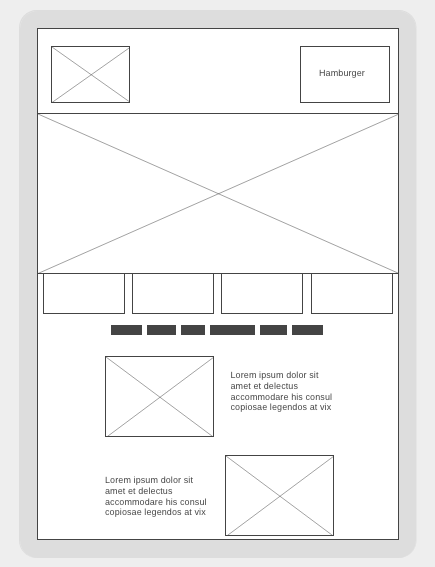 Hamburger
Lorem ipsum dolor sit
amet et delectus
accommodare his consul
copiosae legendos at vix
Lorem ipsum dolor sit
amet et delectus
accommodare his consul
copiosae legendos at vix